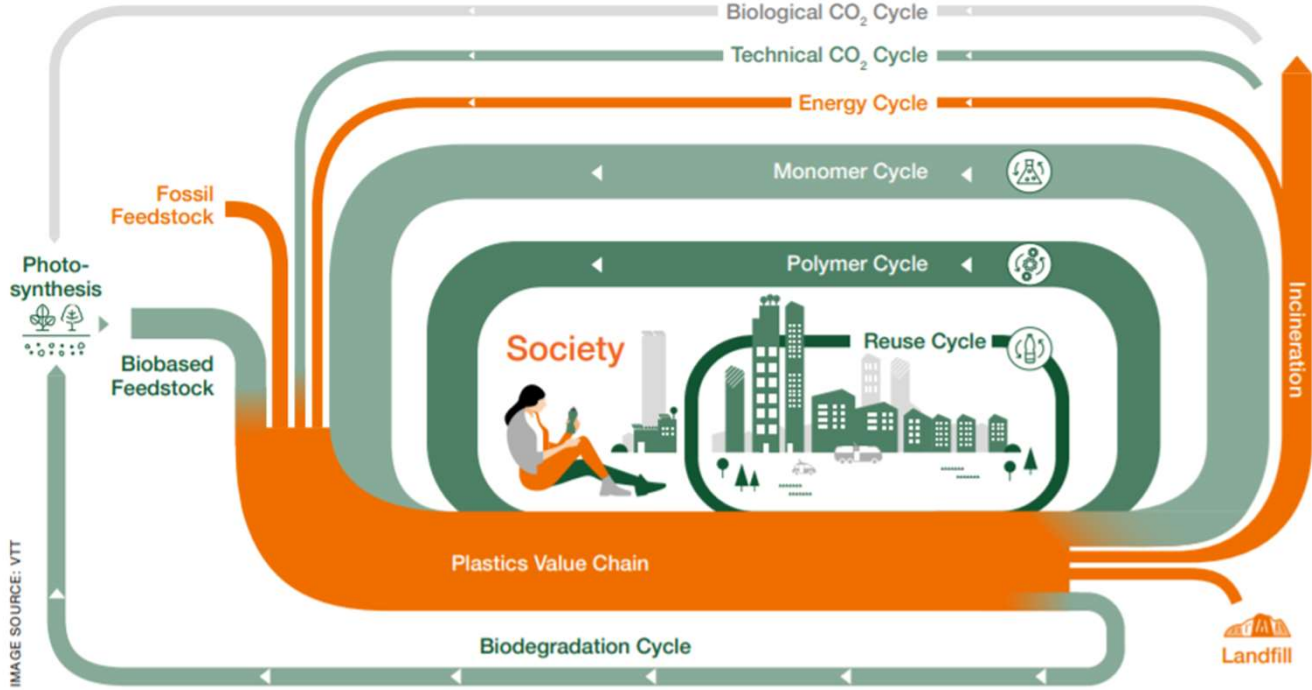 Biological CO₂ Cycle
Technical CO₂ Cycle
Energy Cycle
Monomer Cycle
Fossil
Feedstock
Polymer Cycle
Photo-
synthesis
Incineration
Society
Reuse Cycle
Biobased
Feedstock
Plastics Value Chain
Biodegradation Cycle
Landfill
IMAGE SOURCE: VTT